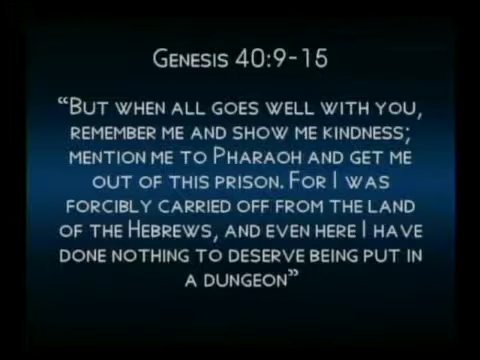 Genesis 40:9-15
“But when all goes well with you,
remember me and show me kindness;
mention me to Pharaoh and get me
out of this prison. For I was
forcibly carried off from the land
of the Hebrews, and even here I have
done nothing to deserve being put in
a dungeon”